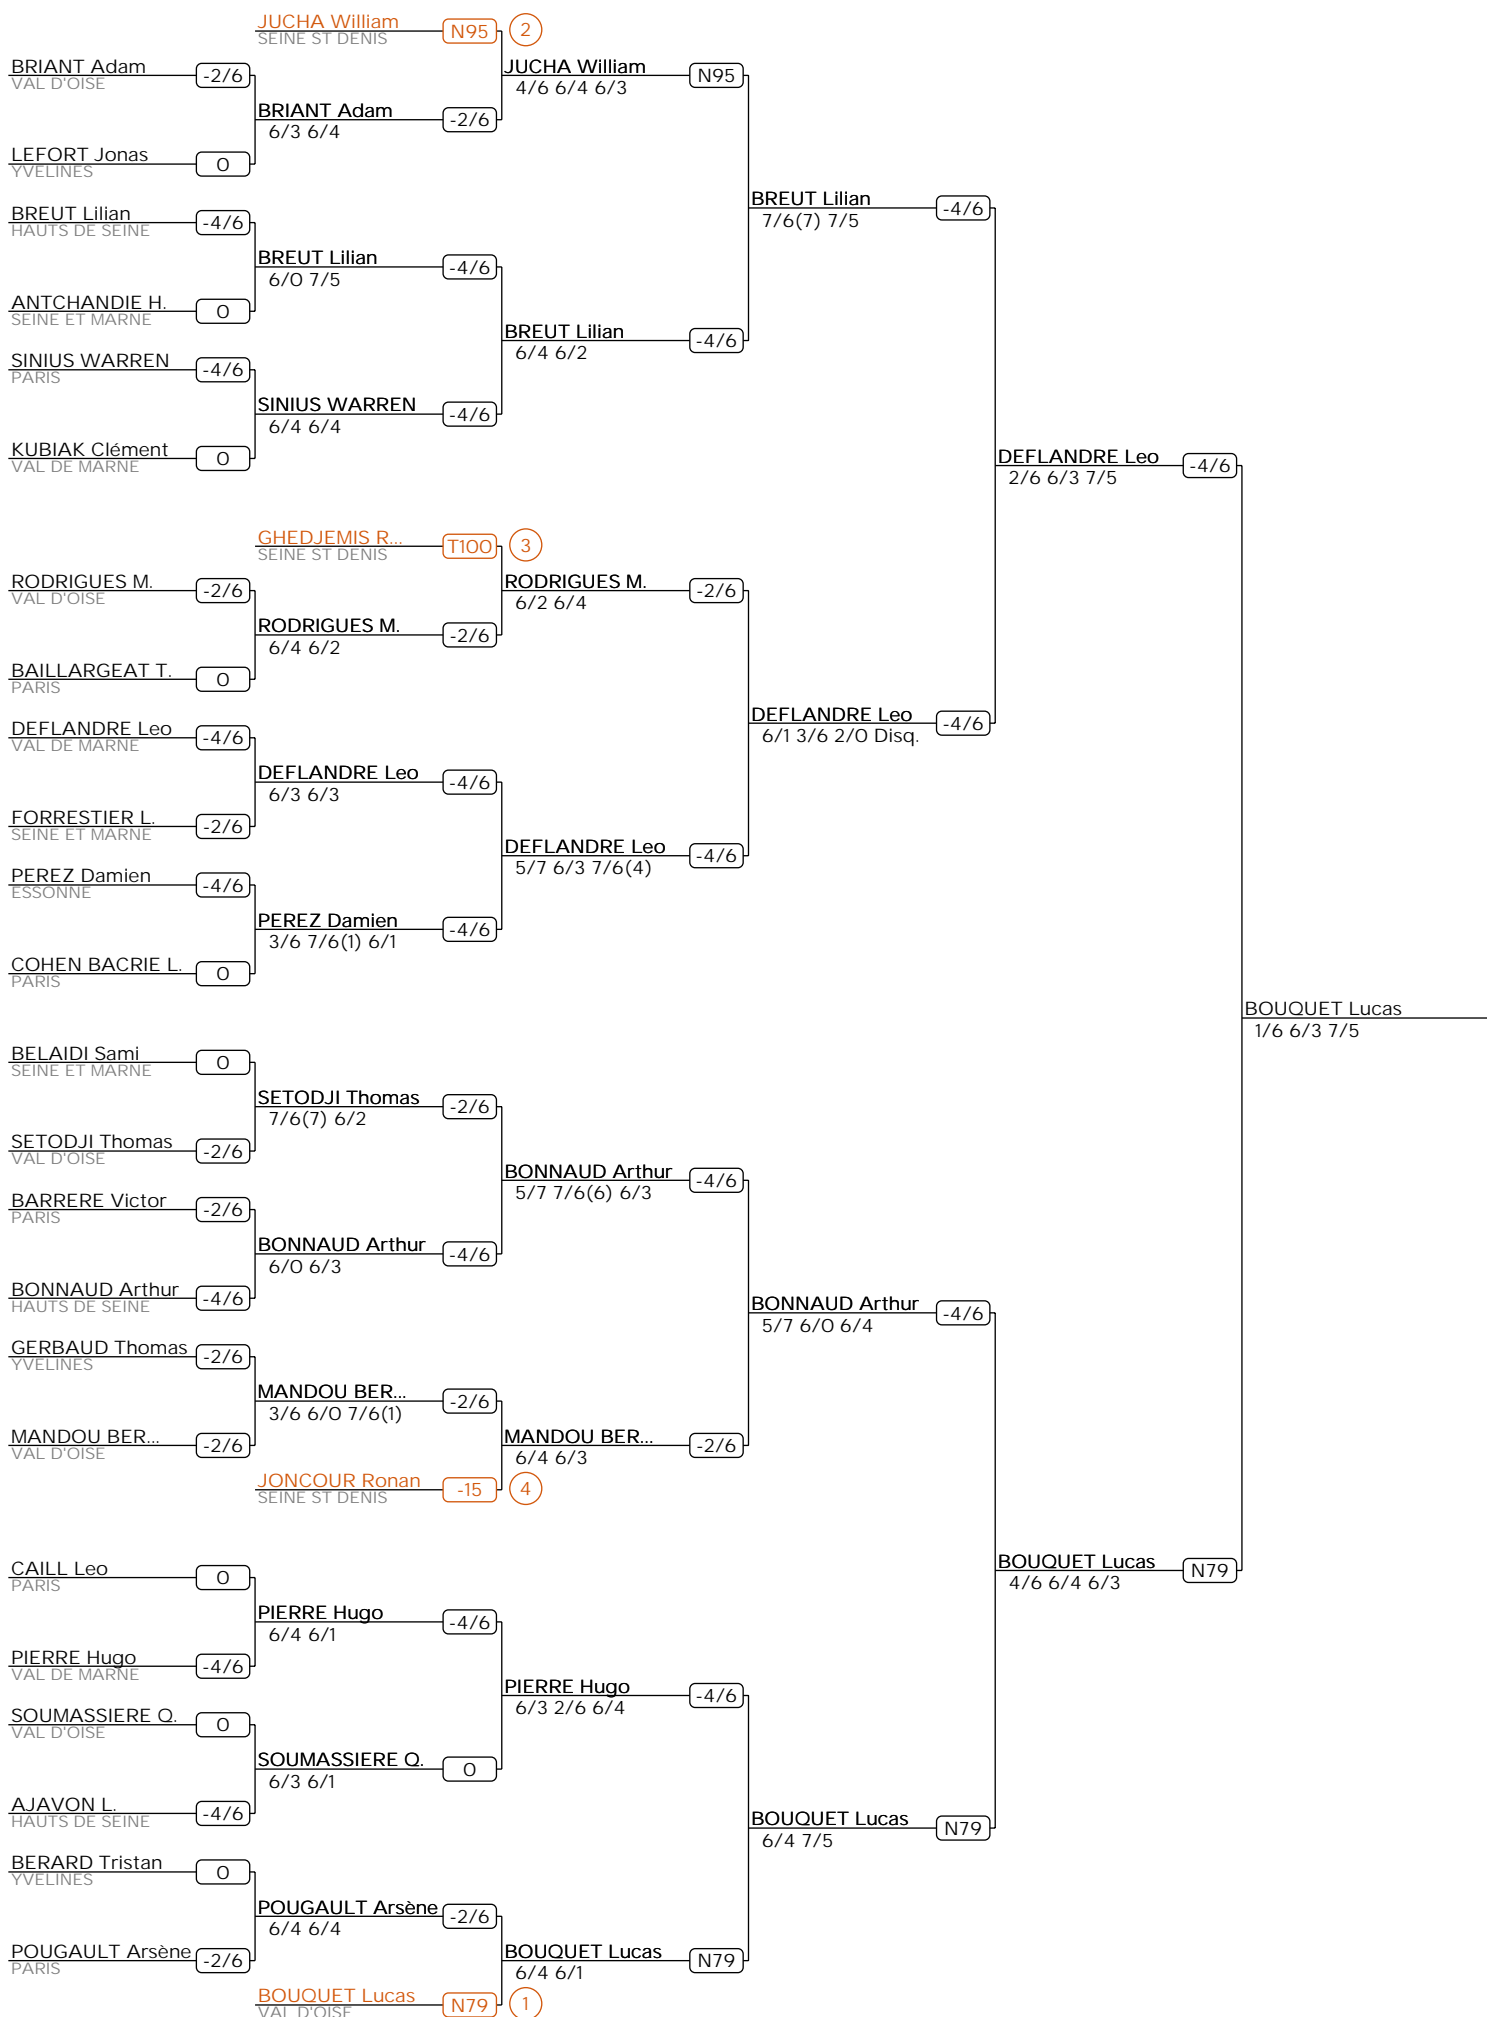 JUCHA William
SEINE ST DENIS
N95
2
BRIANT Adam
VAL D'OISE
-2/6
JUCHA William
4/6 6/4 6/3
N95
BRIANT Adam
6/3 6/4
-2/6
LEFORT Jonas
YVELINES
0
BREUT Lilian
7/6(7) 7/5
-4/6
BREUT Lilian
HAUTS DE SEINE
-4/6
BREUT Lilian
6/0 7/5
-4/6
ANTCHANDIE H.
SEINE ET MARNE
0
BREUT Lilian
6/4 6/2
-4/6
SINIUS WARREN
PARIS
-4/6
SINIUS WARREN
6/4 6/4
-4/6
KUBIAK Clément
VAL DE MARNE
0
DEFLANDRE Leo
2/6 6/3 7/5
-4/6
GHEDJEMIS R...
SEINE ST DENIS
T100
3
RODRIGUES M.
VAL D'OISE
-2/6
RODRIGUES M.
6/2 6/4
-2/6
RODRIGUES M.
6/4 6/2
-2/6
BAILLARGEAT T.
PARIS
0
DEFLANDRE Leo
6/1 3/6 2/0 Disq.
-4/6
DEFLANDRE Leo
VAL DE MARNE
-4/6
DEFLANDRE Leo
6/3 6/3
-4/6
FORRESTIER L.
SEINE ET MARNE
-2/6
DEFLANDRE Leo
5/7 6/3 7/6(4)
-4/6
PEREZ Damien
ESSONNE
-4/6
PEREZ Damien
3/6 7/6(1) 6/1
-4/6
COHEN BACRIE L.
PARIS
0
BOUQUET Lucas
1/6 6/3 7/5
BELAIDI Sami
SEINE ET MARNE
0
SETODJI Thomas
7/6(7) 6/2
-2/6
SETODJI Thomas
VAL D'OISE
-2/6
BONNAUD Arthur
5/7 7/6(6) 6/3
-4/6
BARRERE Victor
PARIS
-2/6
BONNAUD Arthur
6/0 6/3
-4/6
BONNAUD Arthur
HAUTS DE SEINE
-4/6
BONNAUD Arthur
5/7 6/0 6/4
-4/6
GERBAUD Thomas
YVELINES
-2/6
MANDOU BER...
3/6 6/0 7/6(1)
-2/6
MANDOU BER...
VAL D'OISE
-2/6
MANDOU BER...
6/4 6/3
-2/6
JONCOUR Ronan
SEINE ST DENIS
-15
4
BOUQUET Lucas
4/6 6/4 6/3
N79
CAILL Leo
PARIS
0
PIERRE Hugo
6/4 6/1
-4/6
PIERRE Hugo
VAL DE MARNE
-4/6
PIERRE Hugo
6/3 2/6 6/4
-4/6
SOUMASSIERE Q.
VAL D'OISE
0
SOUMASSIERE Q.
6/3 6/1
0
AJAVON L.
HAUTS DE SEINE
-4/6
BOUQUET Lucas
6/4 7/5
N79
BERARD Tristan
YVELINES
0
POUGAULT Arsène
6/4 6/4
-2/6
POUGAULT Arsène
PARIS
-2/6
BOUQUET Lucas
6/4 6/1
N79
BOUQUET Lucas
VAL D'OISE
N79
1